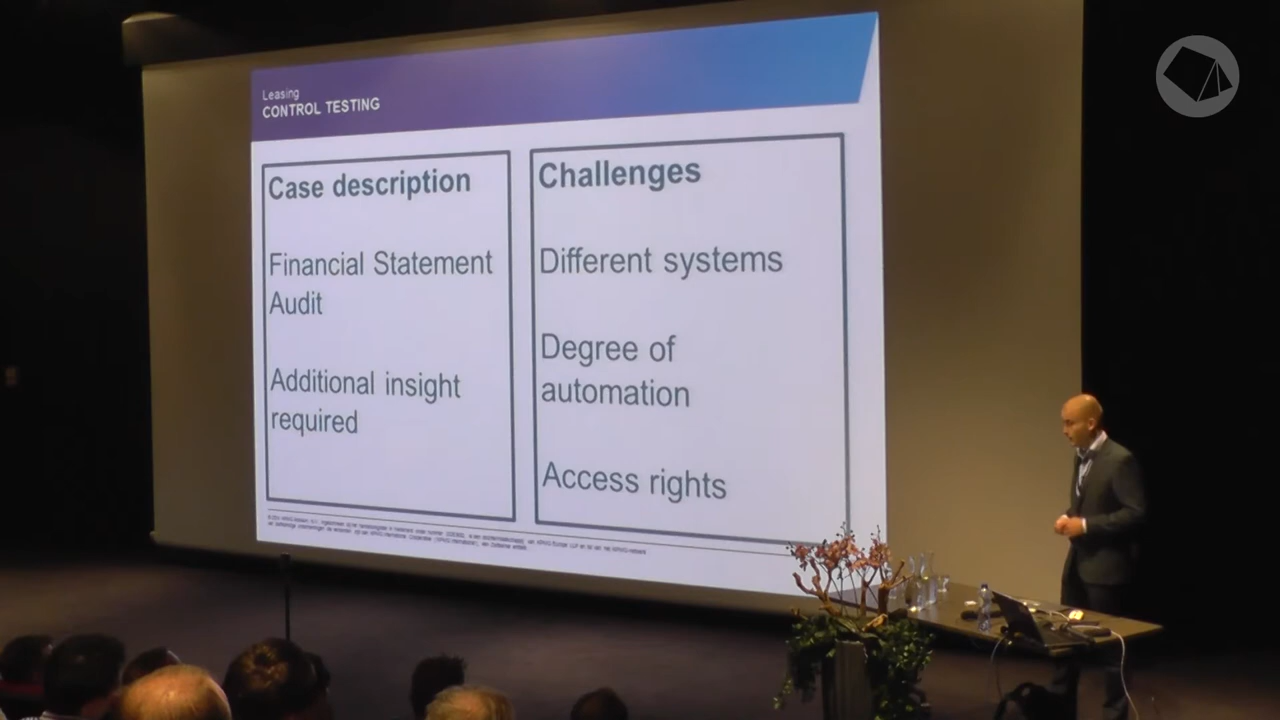 Leasing
CONTROL TESTING
Case description
Financial Statement
Audit
Additional insight
required
Challenges
Different systems
Degree of
automation
Access rights